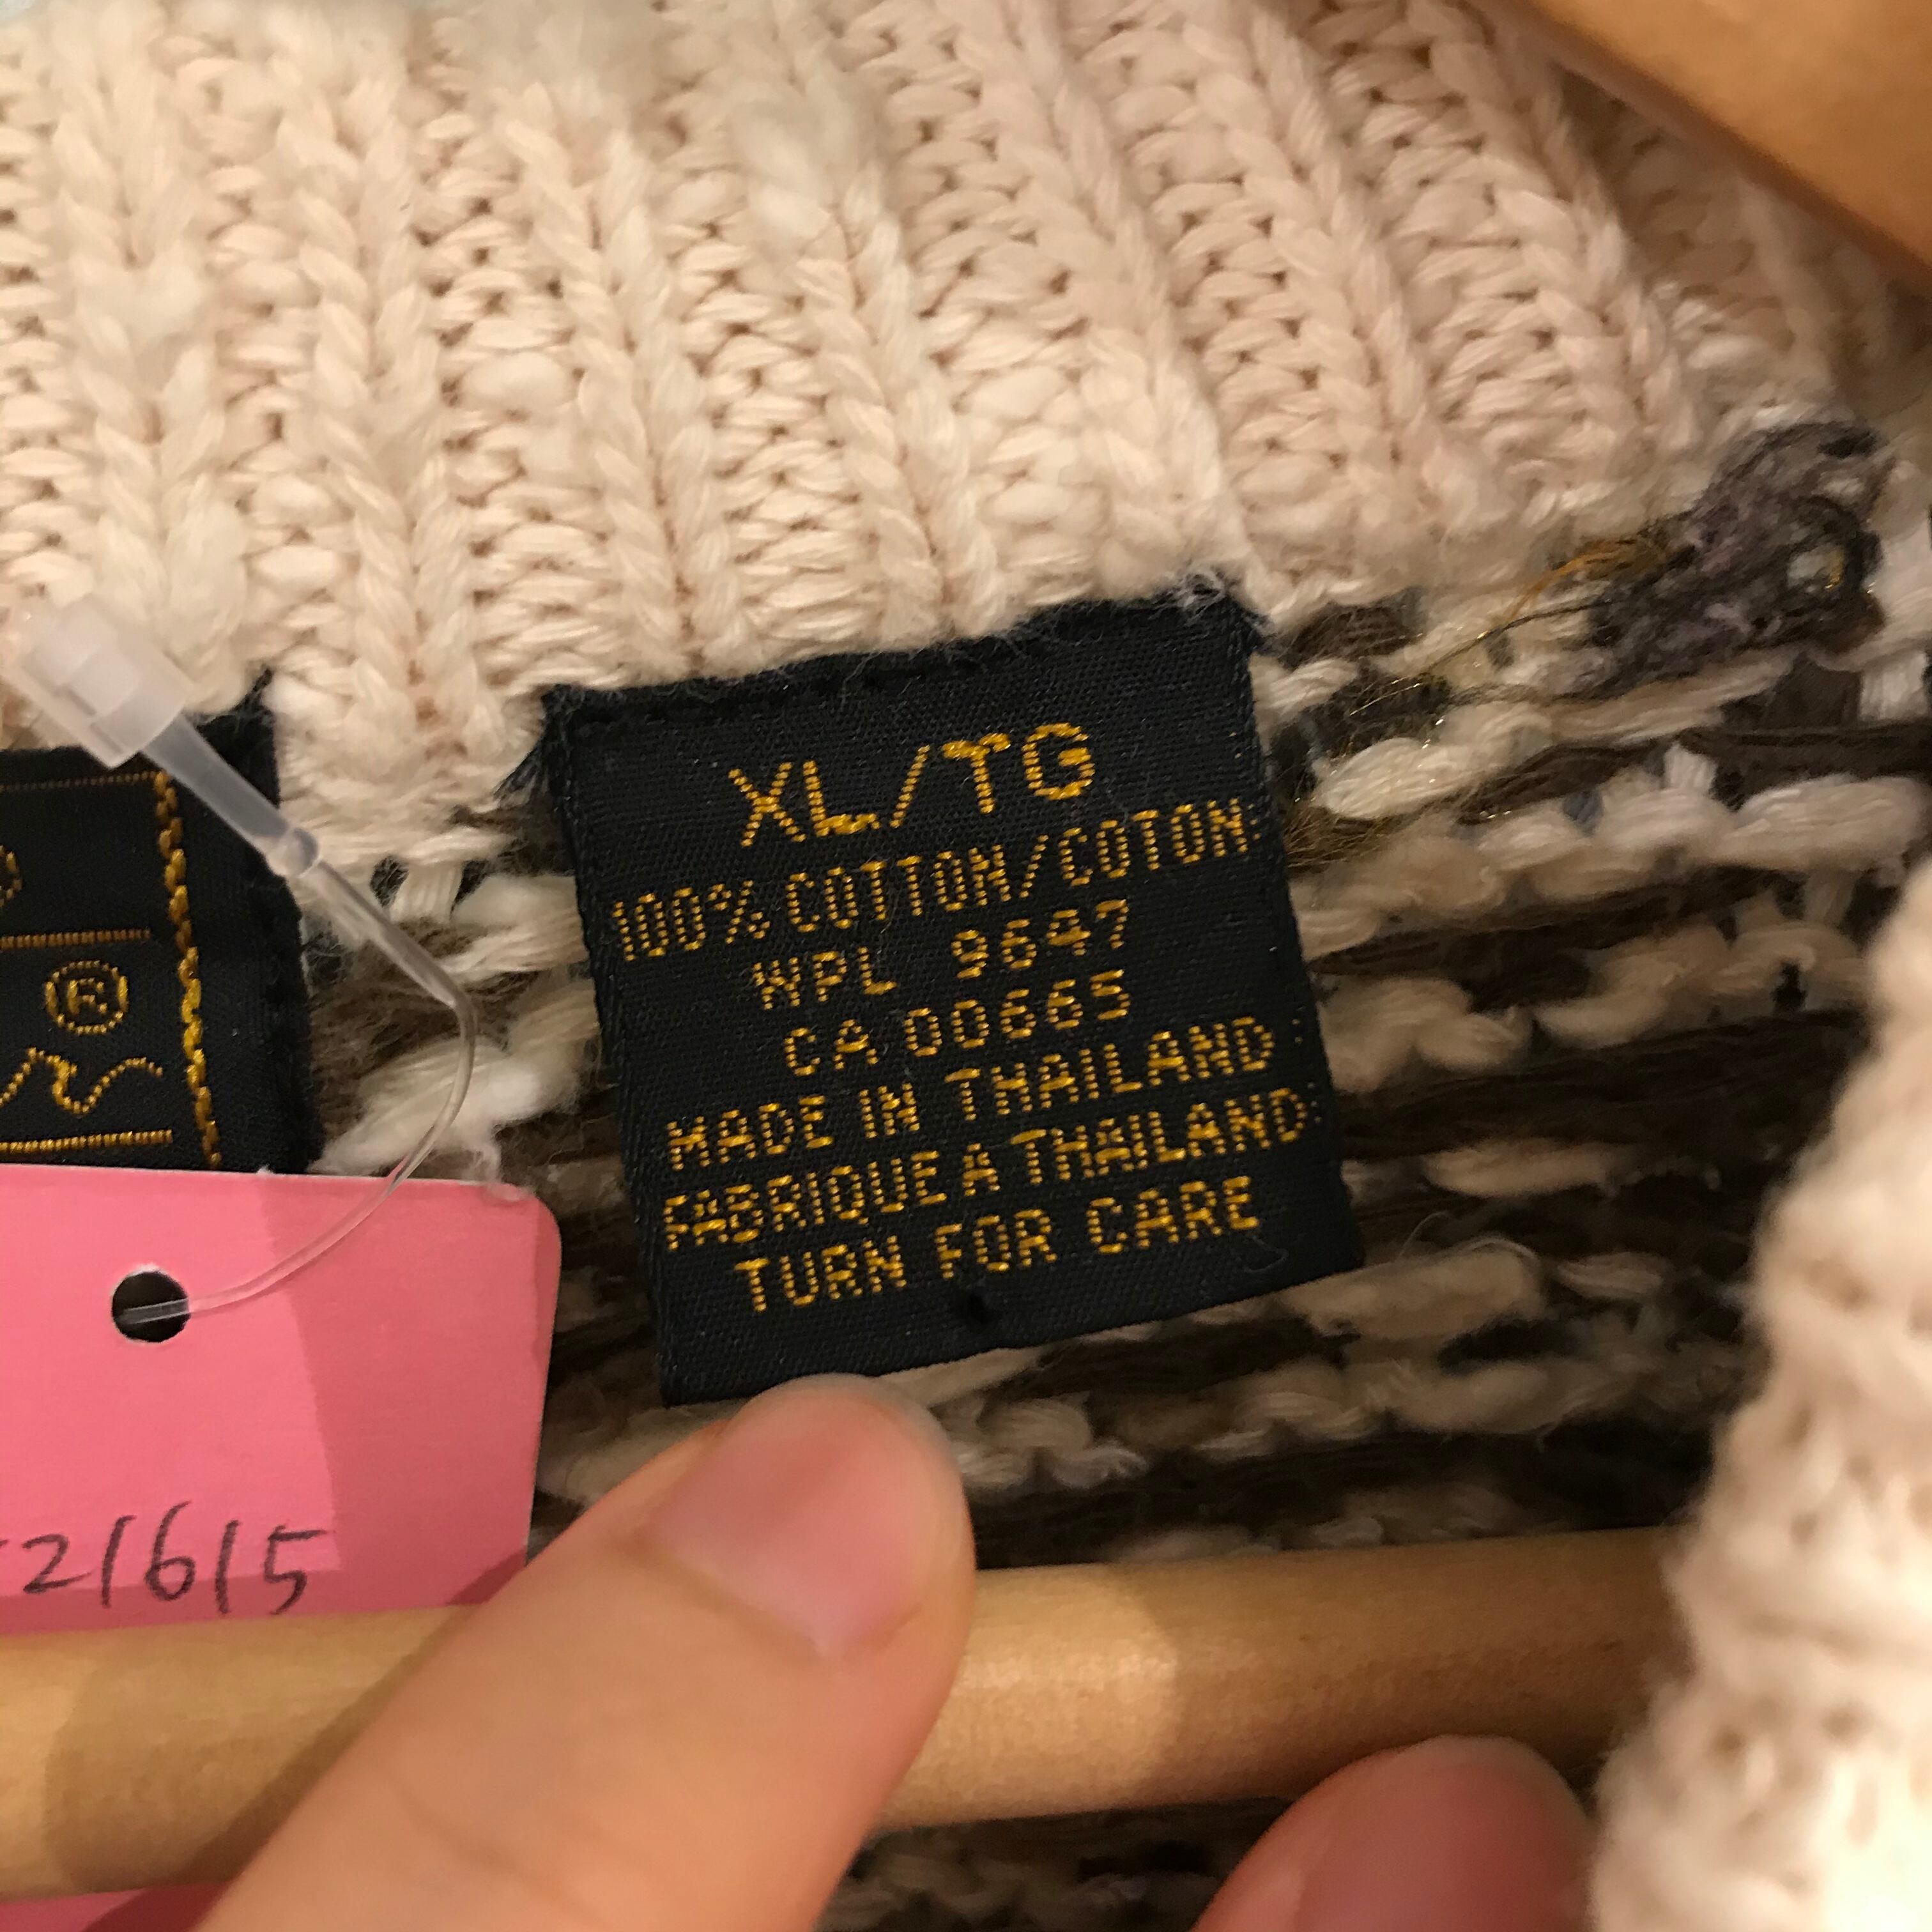 XL/TG
100% COTTON/COTON
WPL 9647
CA 00665
MADE IN THAILAND
FABRIQUE A THAILAND
TURN FOR CARE
®
21615